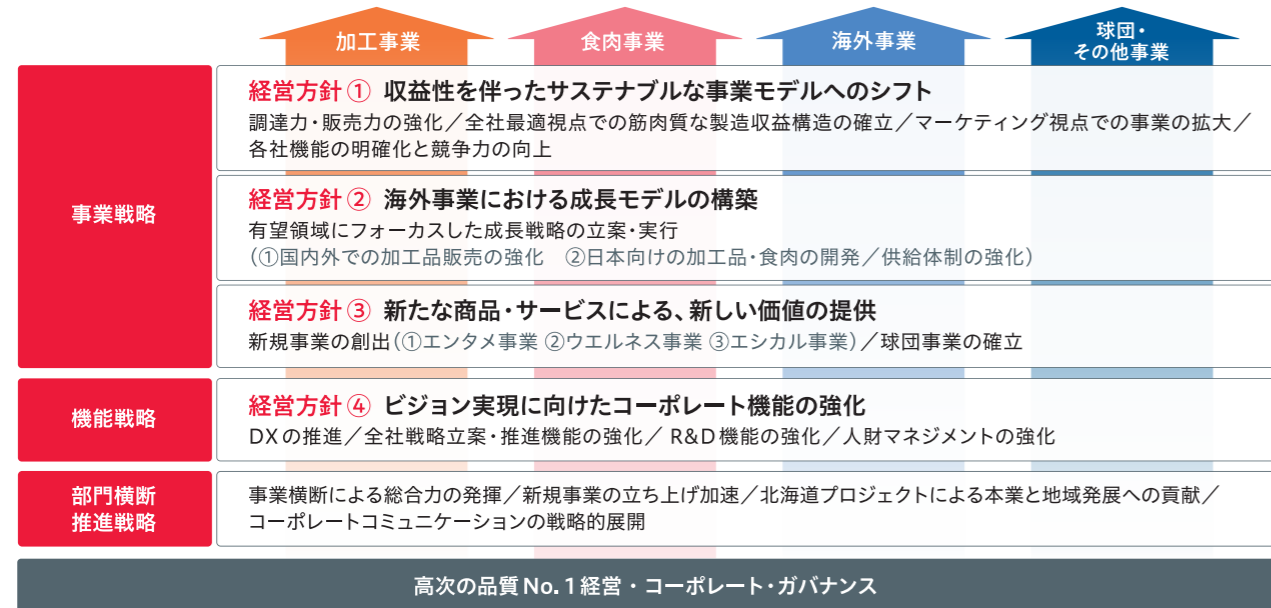 加工事業
食肉事業
海外事業
球団・
その他事業
事業戦略
経営方針① 収益性を伴ったサステナブルな事業モデルへのシフト
調達力・販売力の強化／全社最適視点での筋肉質な製造収益構造の確立／マーケティング視点での事業の拡大／
各社機能の明確化と競争力の向上
経営方針② 海外事業における成長モデルの構築
有望領域にフォーカスした成長戦略の立案・実行
（①国内外での加工品販売の強化　②日本向けの加工品・食肉の開発／供給体制の強化）
経営方針③ 新たな商品・サービスによる、新しい価値の提供
新規事業の創出（①エンタメ事業 ②ウエルネス事業 ③エシカル事業）／球団事業の確立
機能戦略
経営方針④ ビジョン実現に向けたコーポレート機能の強化
DXの推進／全社戦略立案・推進機能の強化／R&D機能の強化／人財マネジメントの強化
部門横断
推進戦略
事業横断による総合力の発揮／新規事業の立ち上げ加速／北海道プロジェクトによる本業と地域発展への貢献／
コーポレートコミュニケーションの戦略的展開
高次の品質No.1経営・コーポレート・ガバナンス